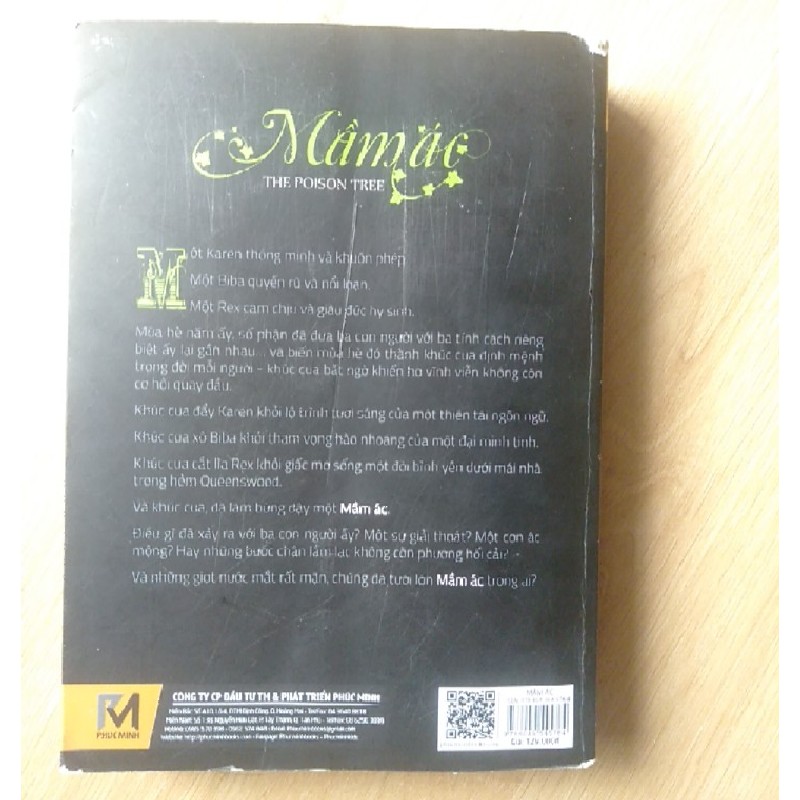 Mầm ác
THE POISON TREE
Một Karen thông minh và khuôn phép.
Một Biba quyến rũ và nổi loạn.
Một Rex cam chịu và giàu đức hy sinh.
Mùa hè năm ấy, số phận đã đưa ba con người với ba tính cách riêng
biệt ấy lại gần nhau... và biến mùa hè đó thành khúc cua định mệnh
trong đời mỗi người – khúc cua bất ngờ khiến họ vĩnh viễn không còn
cơ hội quay đầu.
Khúc cua đẩy Karen khỏi lộ trình tươi sáng của một thiên tài ngôn ngữ.
Khúc cua xô Biba khỏi tham vọng hào nhoáng của một đại minh tinh.
Khúc cua cắt lìa Rex khỏi giấc mơ sống một đời bình yên dưới mái nhà
trong hẻm Queenswood.
Và khúc cua, đã làm bừng dậy một Mầm ác.
Điều gì đã xảy ra với ba con người ấy? Một sự giải thoát? Một cơn ác
mộng? Hay những bước chân lầm lạc không còn phương hối cải?
Và những giọt nước mắt rất mặn, chúng đã tưới lên Mầm ác trong ai?
PHUC MINH
CÔNG TY CP ĐẦU TƯ TM & PHÁT TRIỂN PHÚC MINH
MẦM ÁC
Giá: 129.000đ